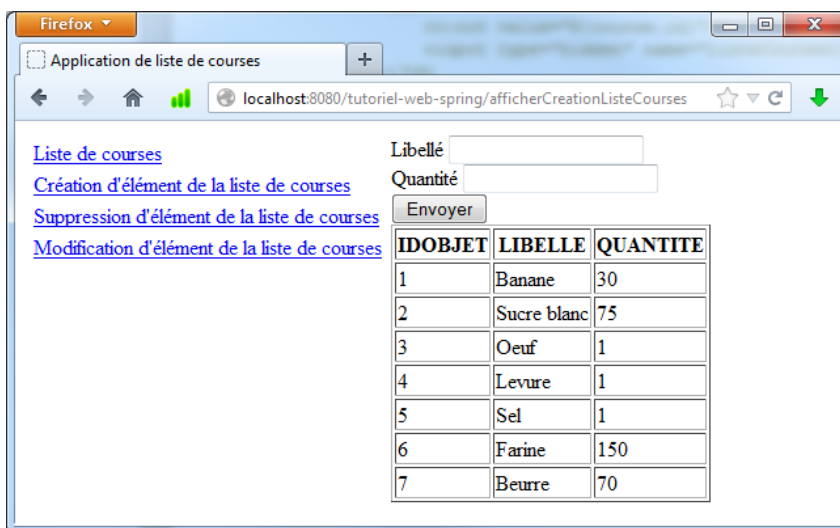 Firefox
Application de liste de courses
localhost:8080/tutoriel-web-spring/afficherCreationListeCourses
Liste de courses
Création d'élément de la liste de courses
Suppression d'élément de la liste de courses
Modification d'élément de la liste de courses
Libellé
Quantité
Envoyer
IDOBJET LIBELLE QUANTITE
1 Banane 30
2 Sucre blanc 75
3 Oeuf 1
4 Levure 1
5 Sel 1
6 Farine 150
7 Beurre 70